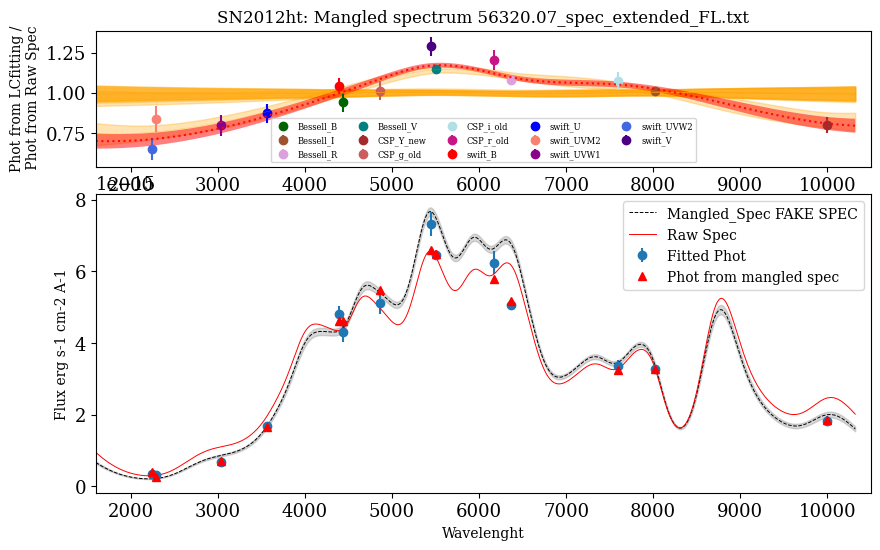 SN2012ht: Mangled spectrum 56320.07_spec_extended_FL.txt
Phot from LCfitting /
Phot from Raw Spec
1.25
1.00
0.75
Bessell_B Bessell_V CSP_i_old swift_U swift_UVW2
Bessell_I CSP_Y_new CSP_r_old swift_UVM2 swift_V
Bessell_R CSP_g_old swift_B swift_UVW1
2000 3000 4000 5000 6000 7000 8000 9000 10000
Mangled_Spec FAKE SPEC
Raw Spec
Fitted Phot
Phot from mangled spec
Flux erg s-1 cm-2 A-1
8
6
4
2
0
2000 3000 4000 5000 6000 7000 8000 9000 10000
Wavelenght